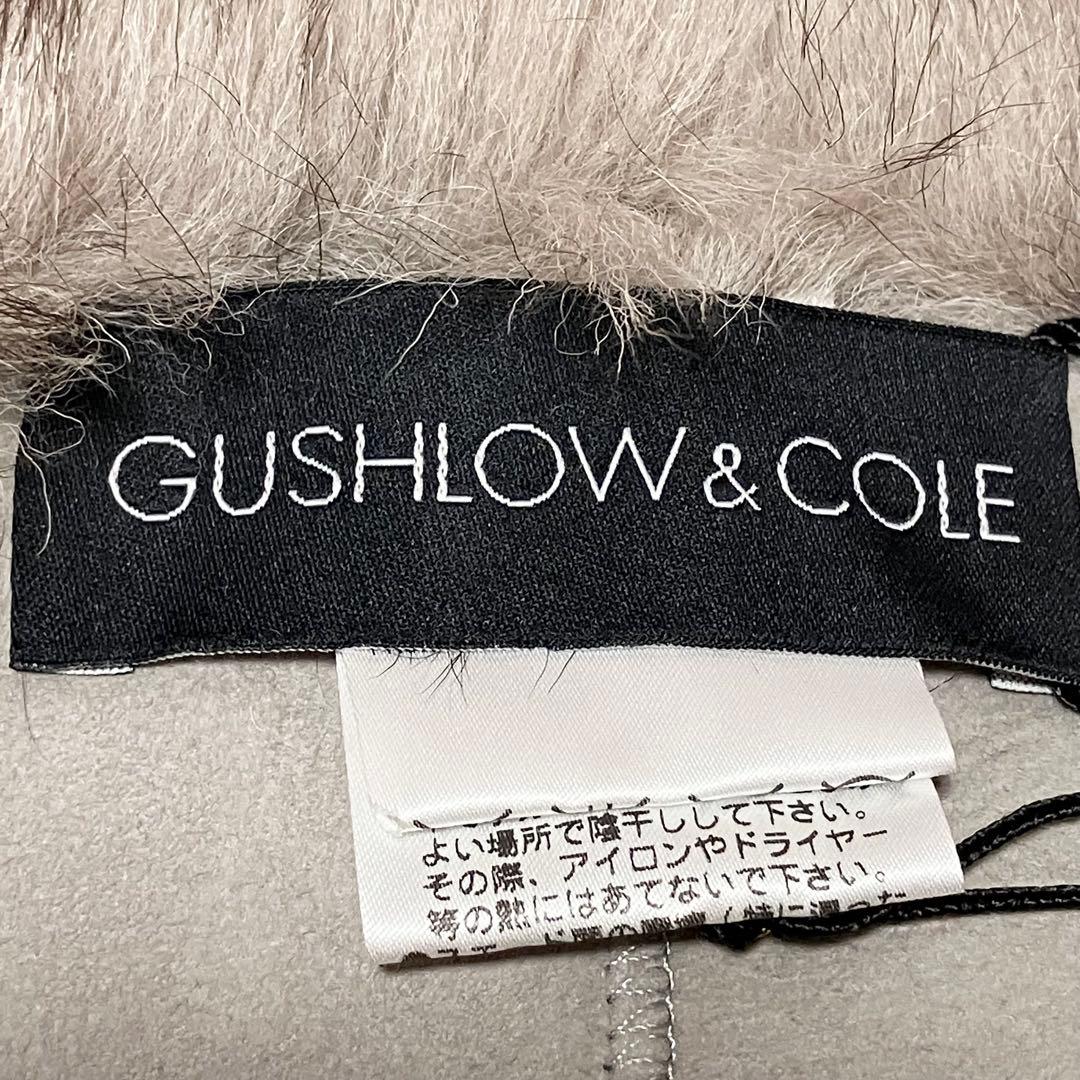 GUSHLOW & COLE
よい場所で陰干しして下さい。
その際、アイロンやドライヤー
等の熱にはあてないで下さい。